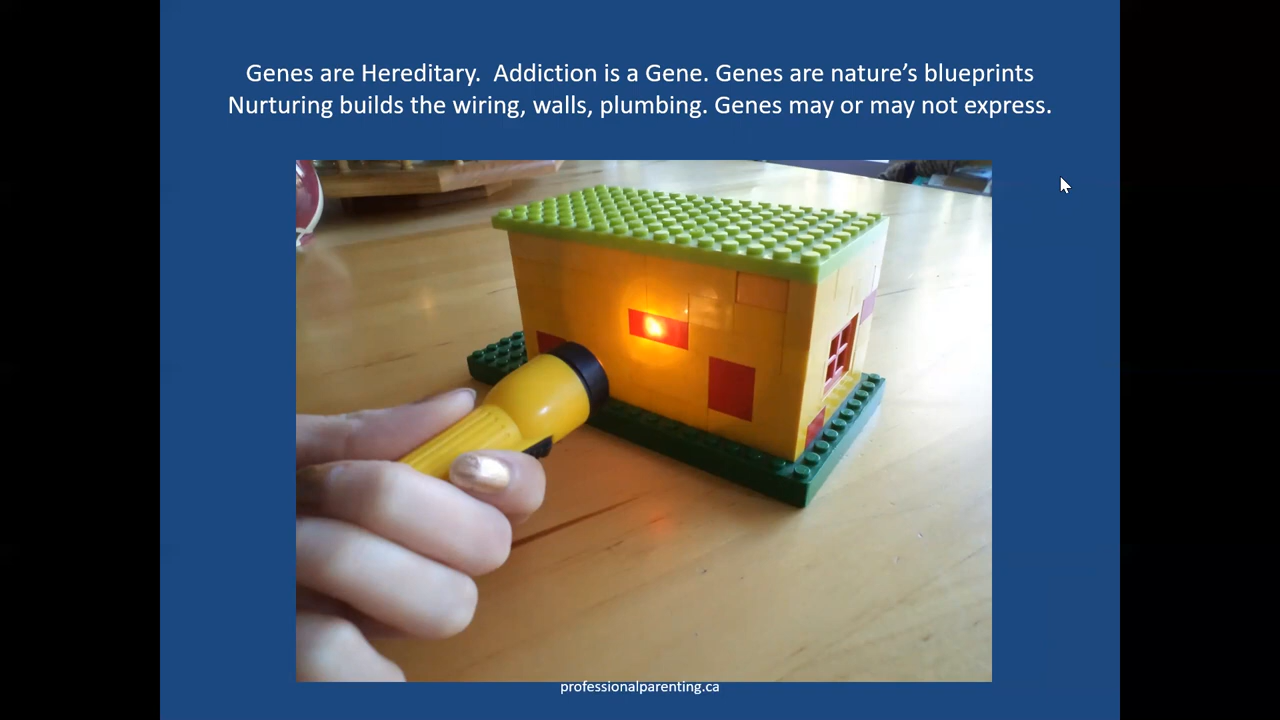 Genes are Hereditary.  Addiction is a Gene. Genes are nature’s blueprints
Nurturing builds the wiring, walls, plumbing. Genes may or may not express.
professionalparenting.ca